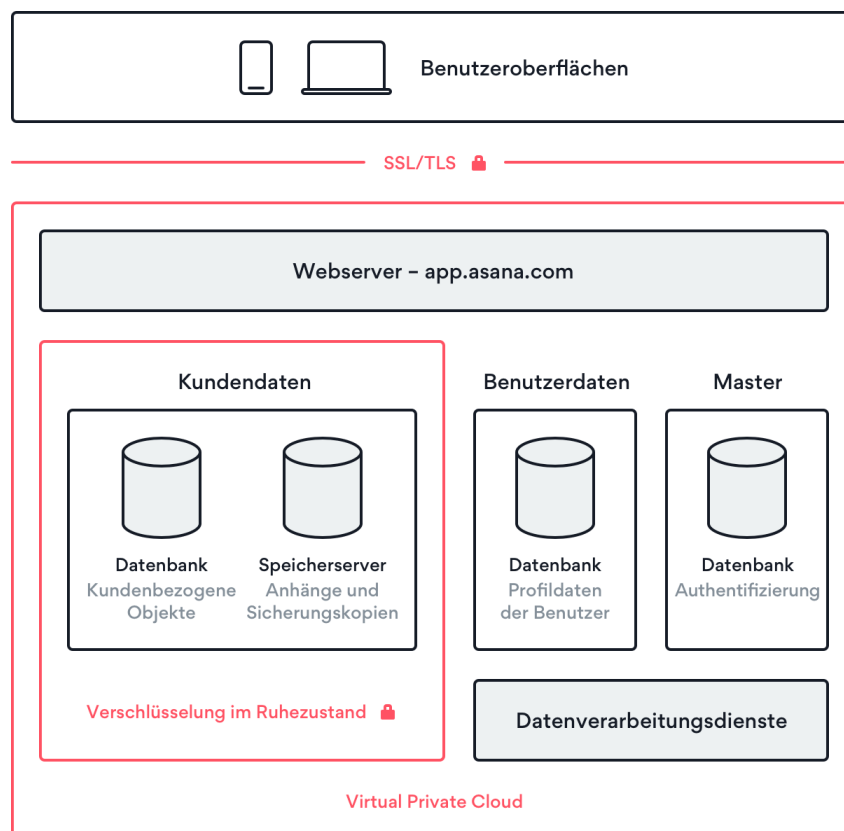 Benutzeroberflächen
SSL/TLS
Webserver – app.asana.com
Kundendaten
Benutzerdaten
Master
Datenbank
Kundenbezogene
Objekte
Speicherserver
Anhänge und
Sicherungskopien
Datenbank
Profildaten
der Benutzer
Datenbank
Authentifizierung
Verschlüsselung im Ruhezustand
Datenverarbeitungsdienste
Virtual Private Cloud